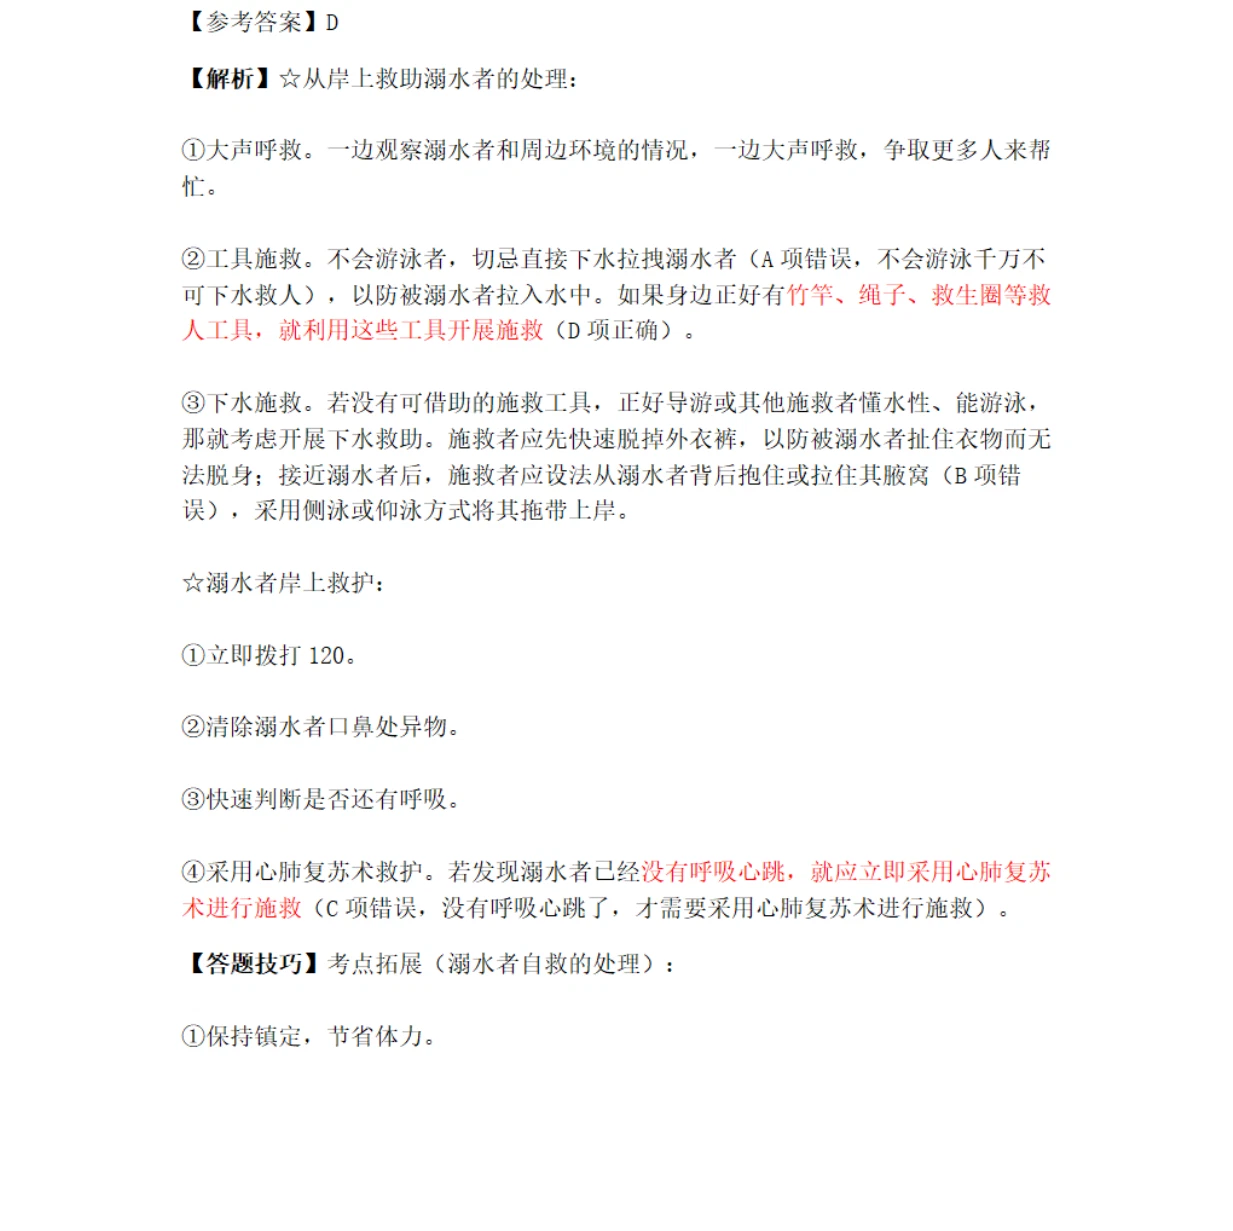 【参考答案】D
【解析】☆从岸上救助溺水者的处理：
①大声呼救。一边观察溺水者和周边环境的情况，一边大声呼救，争取更多人来帮
忙。
②工具施救。不会游泳者，切忌直接下水拉拽溺水者（A 项错误，不会游泳千万不
可下水救人），以防被溺水者拉入水中。如果身边正好有竹竿、绳子、救生圈等救
人工具，就利用这些工具开展施救（D 项正确）。
③下水施救。若没有可借助的施救工具，正好导游或其他施救者懂水性、能游泳，
那就考虑开展下水救助。施救者应先快速脱掉外衣裤，以防被溺水者扯住衣物而无
法脱身；接近溺水者后，施救者应设法从溺水者背后抱住或拉住其腋窝（B 项错
误），采用侧泳或仰泳方式将其拖带上岸。
☆溺水者岸上救护：
①立即拨打 120。
②清除溺水者口鼻处异物。
③快速判断是否还有呼吸。
④采用心肺复苏术救护。若发现溺水者已经没有呼吸心跳，就应立即采用心肺复苏
术进行施救（C 项错误，没有呼吸心跳了，才需要采用心肺复苏术进行施救）。
【答题技巧】考点拓展（溺水者自救的处理）：
①保持镇定，节省体力。